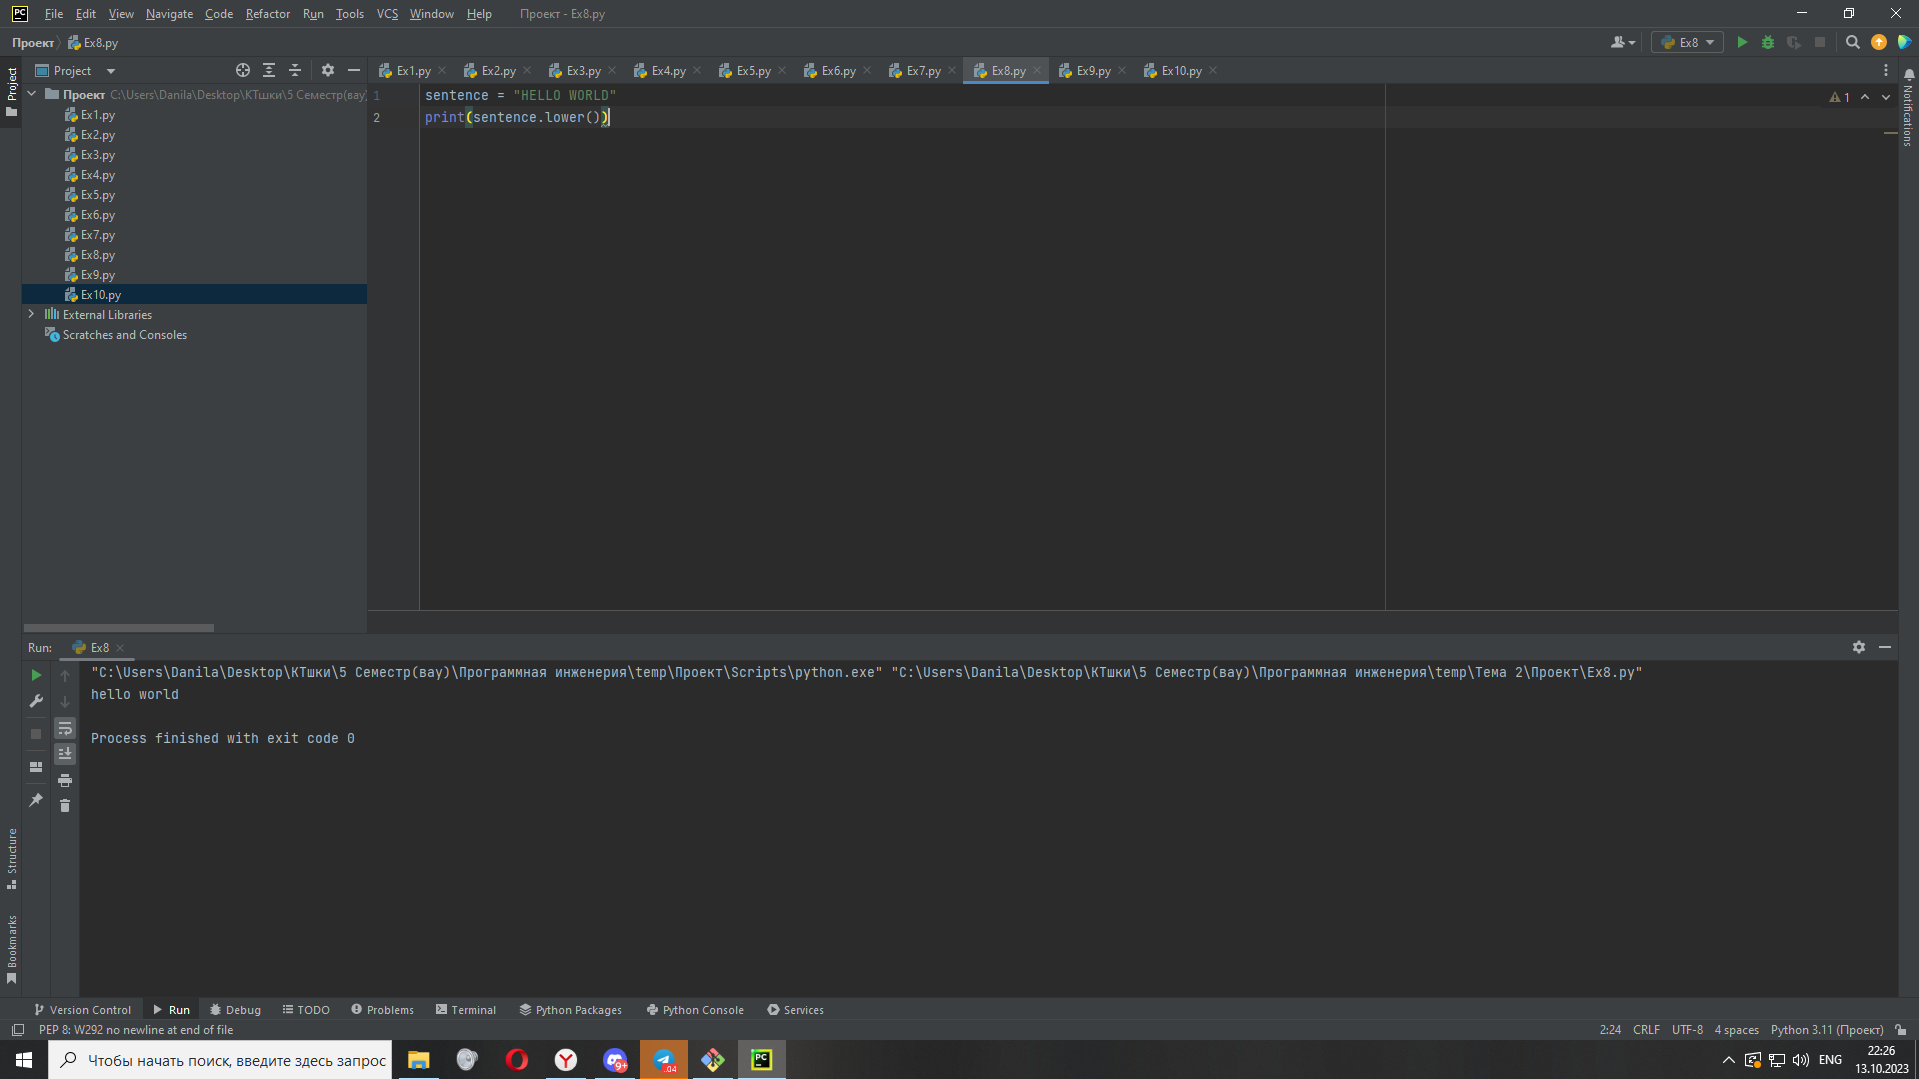 PC File Edit View Navigate Code Refactor Run Tools VCS Window Help Проект - Ex8.py
Проект Ex8.py Ex8
Project Ex1.py Ex2.py Ex3.py Ex4.py Ex5.py Ex6.py Ex7.py Ex8.py Ex9.py Ex10.py
Project
Notifications
Проект C:\Users\Danila\Desktop\КТшки\5 Семестр(вау)
Ex1.py
Ex2.py
Ex3.py
Ex4.py
Ex5.py
Ex6.py
Ex7.py
Ex8.py
Ex9.py
Ex10.py
External Libraries
Scratches and Consoles
1 sentence = "HELLO WORLD"
2 print(sentence.lower())
1
Run: Ex8
"C:\Users\Danila\Desktop\КТшки\5 Семестр(вау)\Программная инженерия\temp\Проект\Scripts\python.exe" "C:\Users\Danila\Desktop\КТшки\5 Семестр(вау)\Программная инженерия\temp\Тема 2\Проект\Ex8.py"
hello world
Process finished with exit code 0
Structure
Bookmarks
Version Control Run Debug TODO Problems Terminal Python Packages Python Console Services
PEP 8: W292 no newline at end of file 2:24 CRLF UTF-8 4 spaces Python 3.11 (Проект)
Чтобы начать поиск, введите здесь запрос 9+ ..04 PC ENG 22:26
13.10.2023